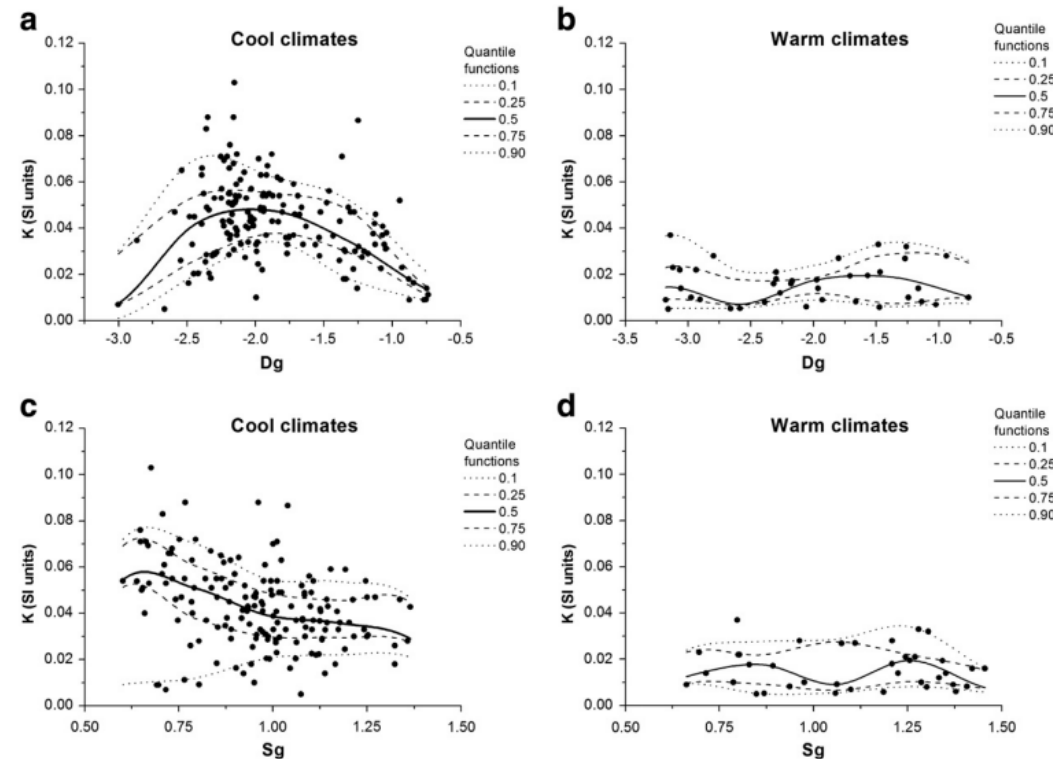 a
Cool climates
Quantile
functions
0.1
0.25
0.5
0.75
0.90
0.12
0.10
0.08
0.06
0.04
0.02
0.00
K (SI units)
-3.0
-2.5
-2.0
-1.5
-1.0
-0.5
Dg
b
Warm climates
Quantile
functions
0.1
0.25
0.5
0.75
0.90
0.12
0.10
0.08
0.06
0.04
0.02
0.00
K (SI units)
-3.5
-3.0
-2.5
-2.0
-1.5
-1.0
-0.5
Dg
c
Cool climates
Quantile
functions
0.1
0.25
0.5
0.75
0.90
0.12
0.10
0.08
0.06
0.04
0.02
0.00
K (SI units)
0.50
0.75
1.00
1.25
1.50
Sg
d
Warm climates
Quantile
functions
0.1
0.25
0.5
0.75
0.90
0.12
0.10
0.08
0.06
0.04
0.02
0.00
K (SI units)
0.50
0.75
1.00
1.25
1.50
Sg